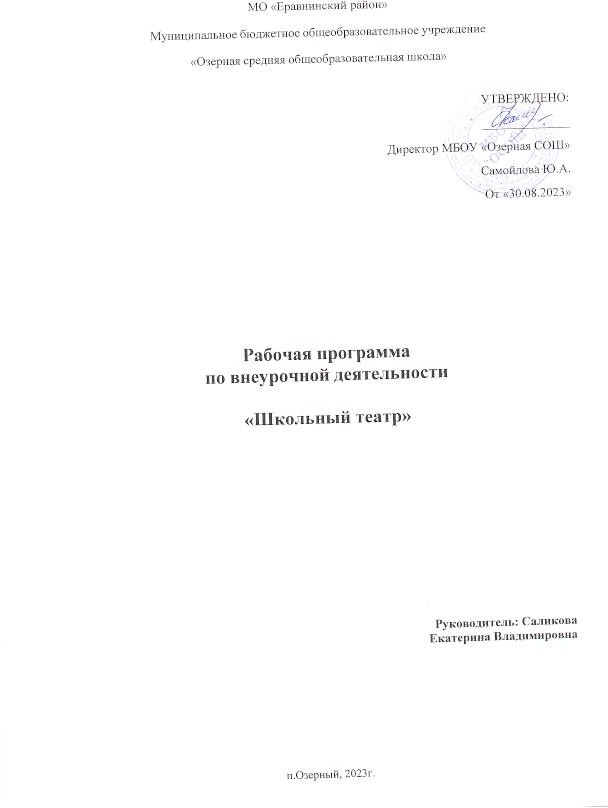 МО «Еравнинский район»
Муниципальное бюджетное общеобразовательное учреждение
«Озерная средняя общеобразовательная школа»
УТВЕРЖДЕНО:
Директор МБОУ «Озерная СОШ»
Самойлова Ю.А.
От «30.08.2023»
Рабочая программа
по внеурочной деятельности
«Школьный театр»
Руководитель: Саликова
Екатерина Владимировна
п.Озерный, 2023г.